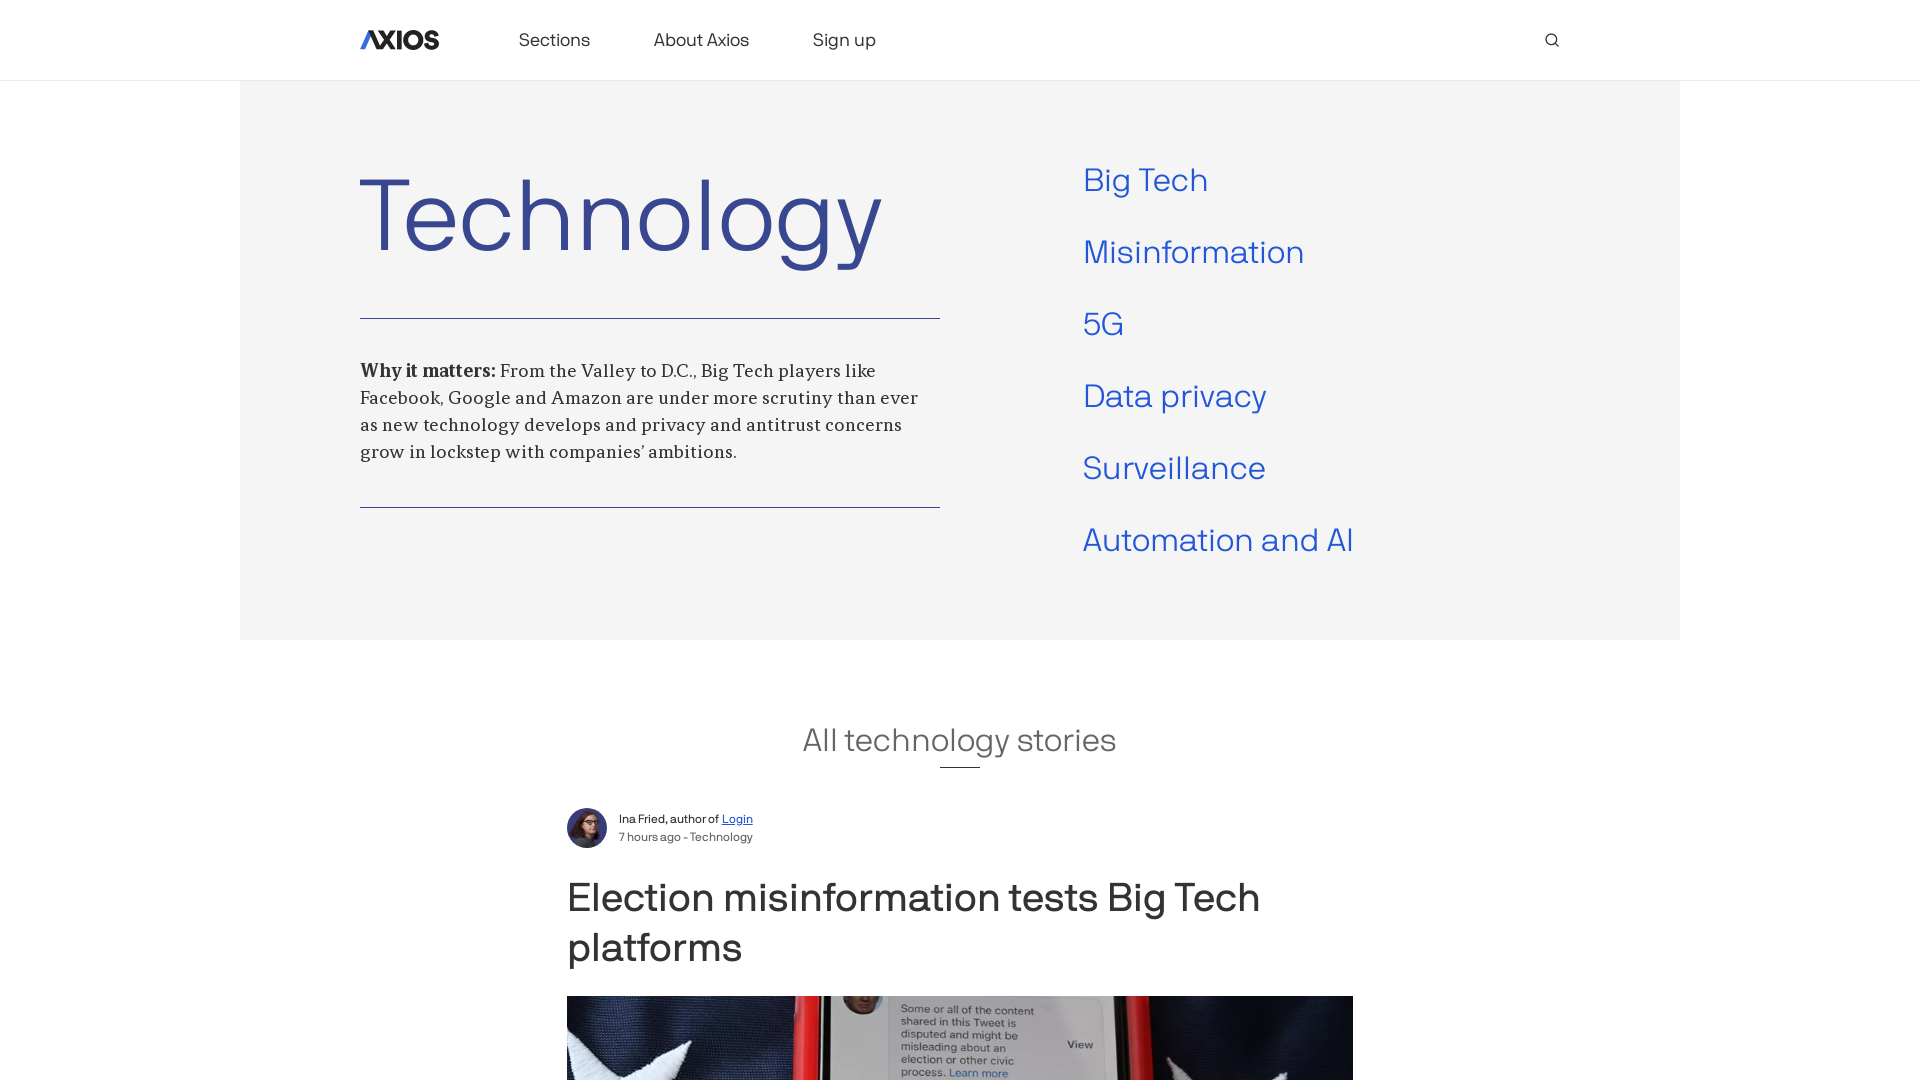 AXIOS
Sections
About Axios
Sign up
Technology
Why it matters: From the Valley to D.C., Big Tech players like
Facebook, Google and Amazon are under more scrutiny than ever
as new technology develops and privacy and antitrust concerns
grow in lockstep with companies’ ambitions.
Big Tech
Misinformation
5G
Data privacy
Surveillance
Automation and AI
All technology stories
Ina Fried, author of Login
7 hours ago - Technology
Election misinformation tests Big Tech
platforms
Some or all of the content
shared in this Tweet is
disputed and might be
misleading about an
election or other civic
process. Learn more
View